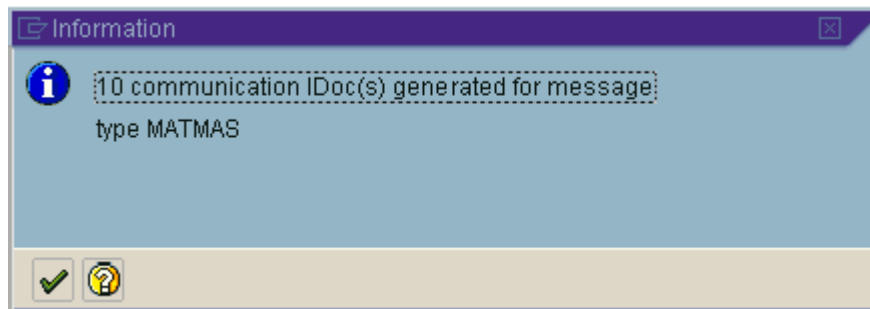 Information
10 communication IDoc(s) generated for message
type MATMAS